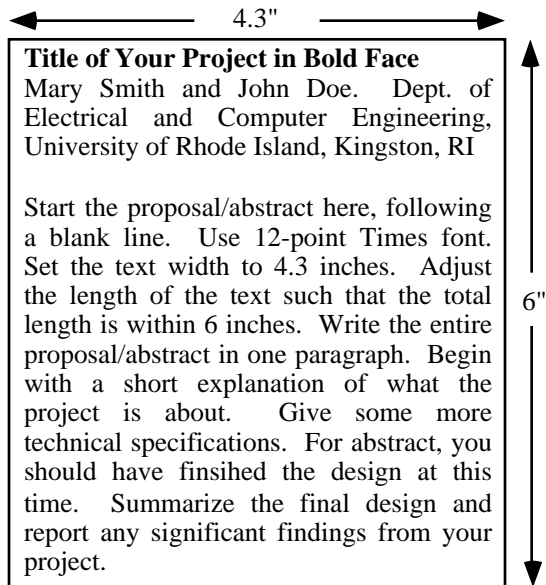 4.3"
Title of Your Project in Bold Face
Mary Smith and John Doe. Dept. of
Electrical and Computer Engineering,
University of Rhode Island, Kingston, RI
Start the proposal/abstract here, following
a blank line. Use 12-point Times font.
Set the text width to 4.3 inches. Adjust
the length of the text such that the total
length is within 6 inches. Write the entire
proposal/abstract in one paragraph. Begin
with a short explanation of what the
project is about. Give some more
technical specifications. For abstract, you
should have finsihed the design at this
time. Summarize the final design and
report any significant findings from your
project.
6"